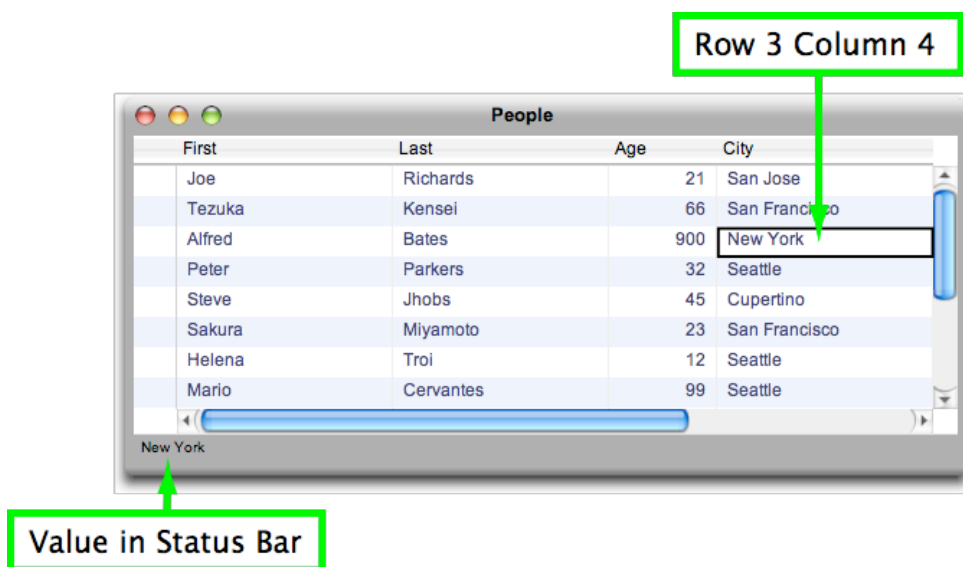 Row 3 Column 4
People
First Last Age City
Joe Richards 21 San Jose
Tezuka Kensei 66 San Francisco
Alfred Bates 900 New York
Peter Parkers 32 Seattle
Steve Jhobs 45 Cupertino
Sakura Miyamoto 23 San Francisco
Helena Troi 12 Seattle
Mario Cervantes 99 Seattle
New York
Value in Status Bar